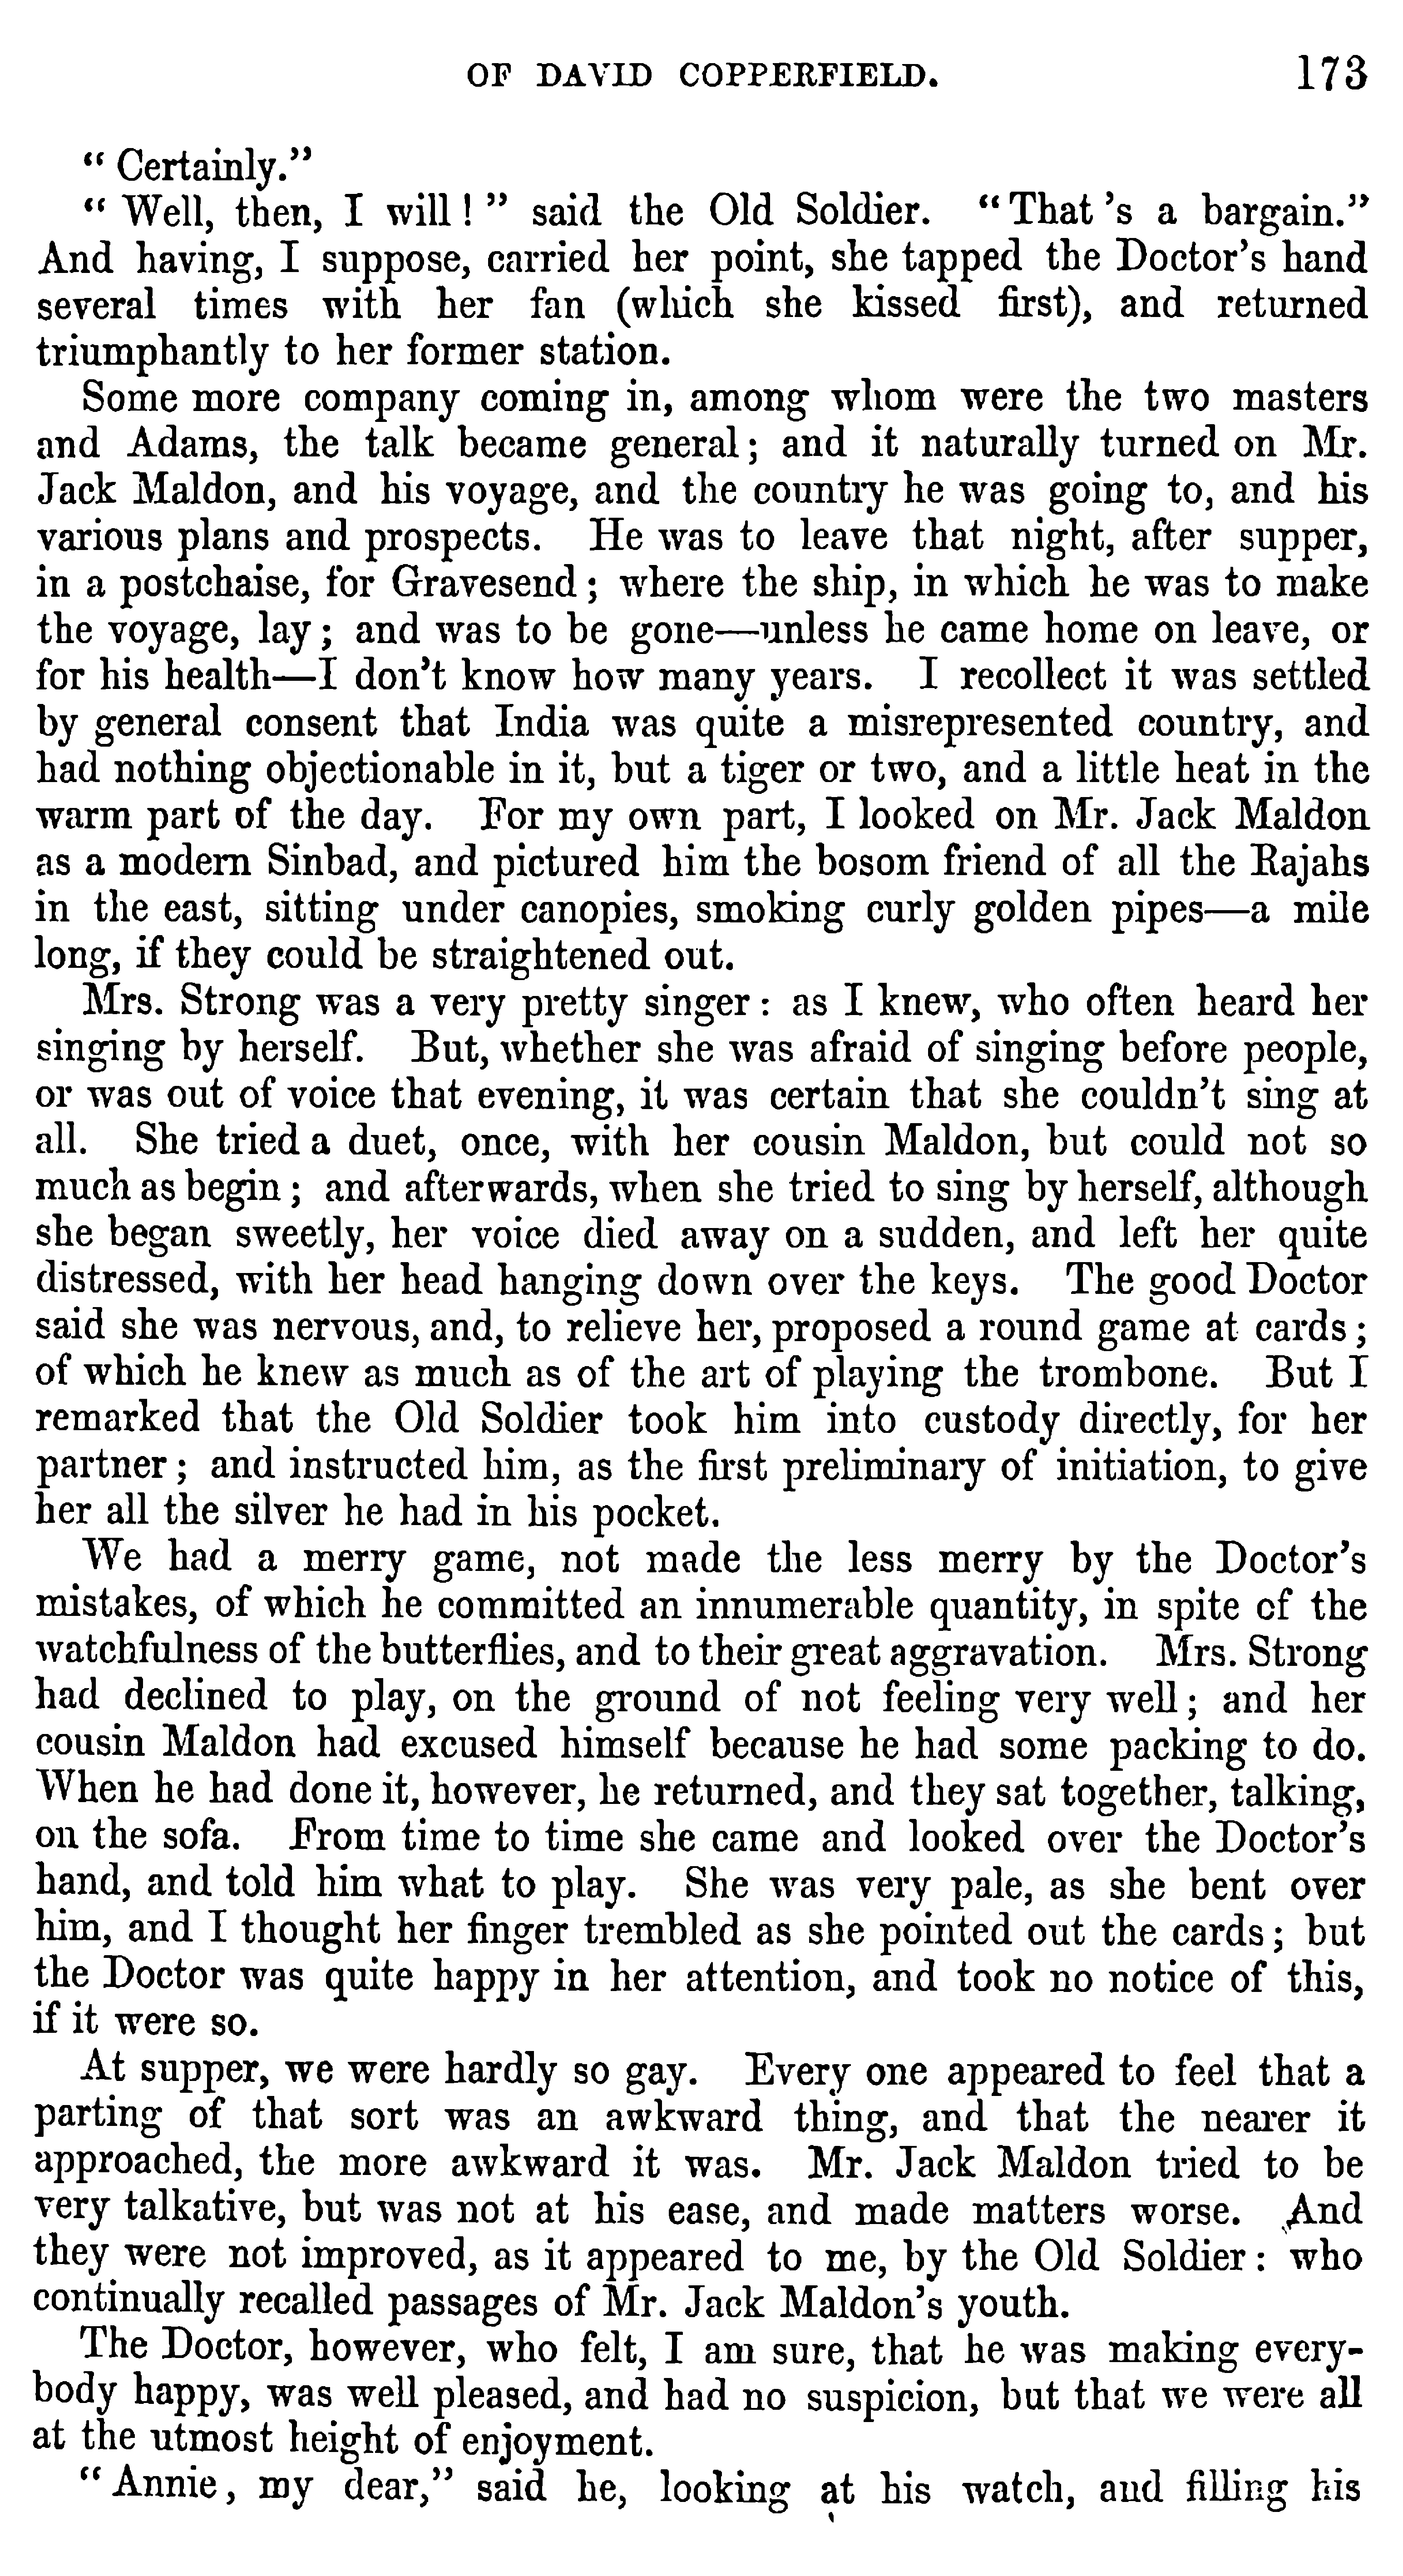 OF DAVID COPPERFIELD. 173
"Certainly."
"Well, then, I will!" said the Old Soldier. "That's a bargain."
And having, I suppose, carried her point, she tapped the Doctor's hand
several times with her fan (which she kissed first), and returned
triumphantly to her former station.
Some more company coming in, among whom were the two masters
and Adams, the talk became general; and it naturally turned on Mr.
Jack Maldon, and his voyage, and the country he was going to, and his
various plans and prospects. He was to leave that night, after supper,
in a postchaise, for Gravesend; where the ship, in which he was to make
the voyage, lay; and was to be gone—unless he came home on leave, or
for his health—I don't know how many years. I recollect it was settled
by general consent that India was quite a misrepresented country, and
had nothing objectionable in it, but a tiger or two, and a little heat in the
warm part of the day. For my own part, I looked on Mr. Jack Maldon
as a modern Sinbad, and pictured him the bosom friend of all the Rajahs
in the east, sitting under canopies, smoking curly golden pipes—a mile
long, if they could be straightened out.
Mrs. Strong was a very pretty singer: as I knew, who often heard her
singing by herself. But, whether she was afraid of singing before people,
or was out of voice that evening, it was certain that she couldn't sing at
all. She tried a duet, once, with her cousin Maldon, but could not so
much as begin; and afterwards, when she tried to sing by herself, although
she began sweetly, her voice died away on a sudden, and left her quite
distressed, with her head hanging down over the keys. The good Doctor
said she was nervous, and, to relieve her, proposed a round game at cards;
of which he knew as much as of the art of playing the trombone. But I
remarked that the Old Soldier took him into custody directly, for her
partner; and instructed him, as the first preliminary of initiation, to give
her all the silver he had in his pocket.
We had a merry game, not made the less merry by the Doctor's
mistakes, of which he committed an innumerable quantity, in spite of the
watchfulness of the butterflies, and to their great aggravation. Mrs. Strong
had declined to play, on the ground of not feeling very well; and her
cousin Maldon had excused himself because he had some packing to do.
When he had done it, however, he returned, and they sat together, talking,
on the sofa. From time to time she came and looked over the Doctor's
hand, and told him what to play. She was very pale, as she bent over
him, and I thought her finger trembled as she pointed out the cards; but
the Doctor was quite happy in her attention, and took no notice of this,
if it were so.
At supper, we were hardly so gay. Every one appeared to feel that a
parting of that sort was an awkward thing, and that the nearer it
approached, the more awkward it was. Mr. Jack Maldon tried to be
very talkative, but was not at his ease, and made matters worse. And
they were not improved, as it appeared to me, by the Old Soldier: who
continually recalled passages of Mr. Jack Maldon's youth.
The Doctor, however, who felt, I am sure, that he was making every-
body happy, was well pleased, and had no suspicion, but that we were all
at the utmost height of enjoyment.
"Annie, my dear," said he, looking at his watch, and filling his